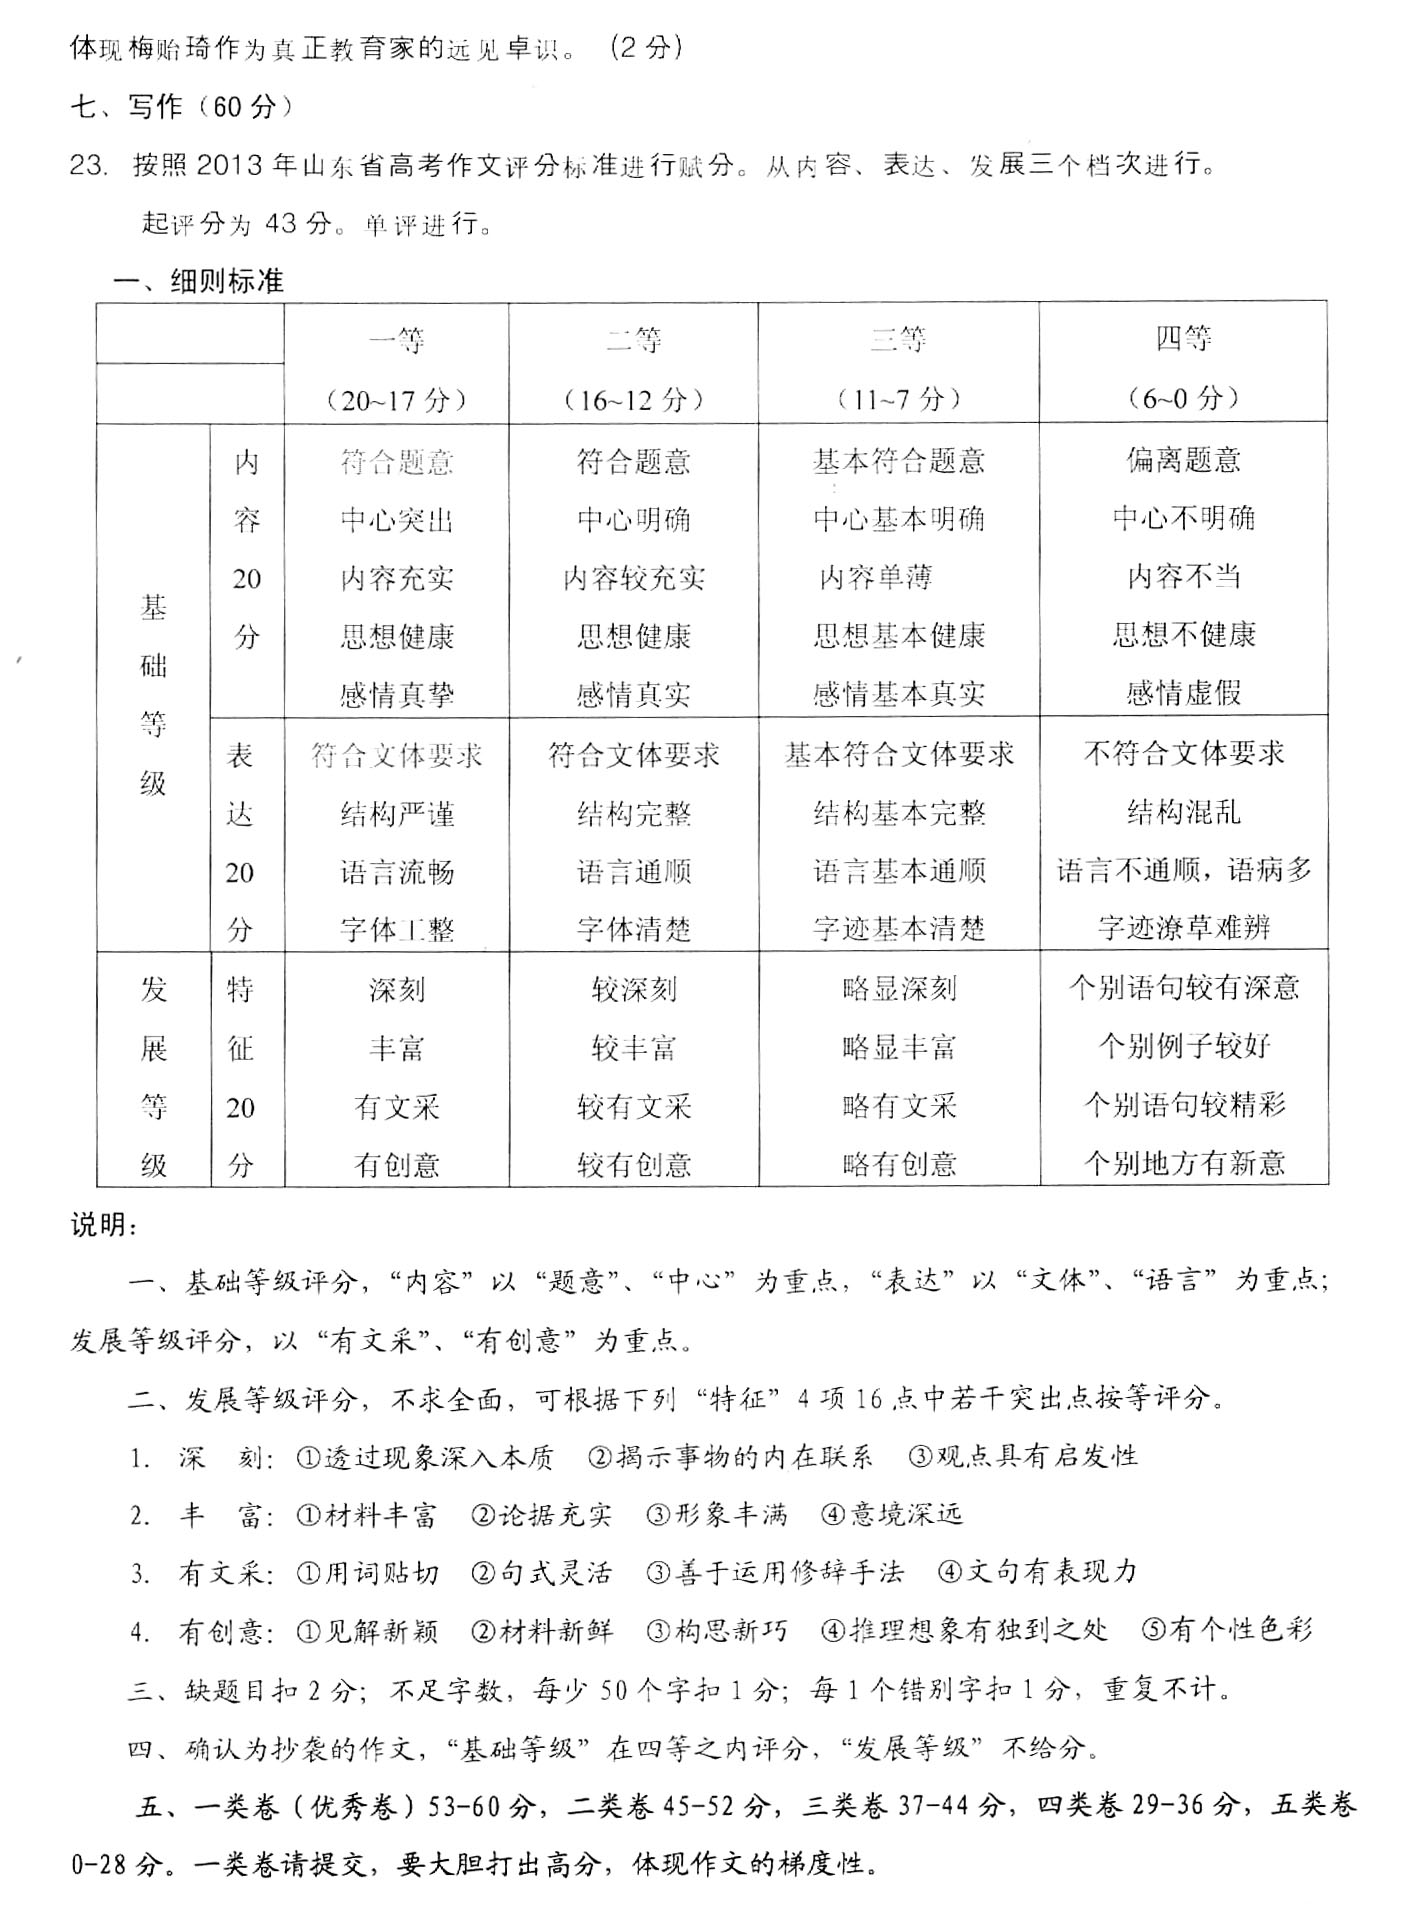 体现梅贻琦作为真正教育家的远见卓识。（2 分）
七、写作（60 分）
23. 按照 2013 年山东省高考作文评分标准进行赋分。从内容、表达、发展三个档次进行。
起评分为 43 分。单评进行。
一、细则标准
一等 二等 三等 四等
（20~17 分） （16~12 分） （11~7 分） （6~0 分）
基础等级
内容20分
符合题意 符合题意 基本符合题意 偏离题意
中心突出 中心明确 中心基本明确 中心不明确
内容充实 内容较充实 内容单薄 内容不当
思想健康 思想健康 思想基本健康 思想不健康
感情真挚 感情真实 感情基本真实 感情虚假
表达20分
符合文体要求 符合文体要求 基本符合文体要求 不符合文体要求
结构严谨 结构完整 结构基本完整 结构混乱
语言流畅 语言通顺 语言基本通顺 语言不通顺，语病多
字体工整 字体清楚 字迹基本清楚 字迹潦草难辨
发展等级
特征20分
深刻 较深刻 略显深刻 个别语句较有深意
丰富 较丰富 略显丰富 个别例子较好
有文采 较有文采 略有文采 个别语句较精彩
有创意 较有创意 略有创意 个别地方有新意
说明：
一、基础等级评分，“内容”以“题意”、“中心”为重点，“表达”以“文体”、“语言”为重点；
发展等级评分，以“有文采”、“有创意”为重点。
二、发展等级评分，不求全面，可根据下列“特征”4 项 16 点中若干突出点按等评分。
1. 深 刻：①透过现象深入本质 ②揭示事物的内在联系 ③观点具有启发性
2. 丰 富：①材料丰富 ②论据充实 ③形象丰满 ④意境深远
3. 有文采：①用词贴切 ②句式灵活 ③善于运用修辞手法 ④文句有表现力
4. 有创意：①见解新颖 ②材料新鲜 ③构思新巧 ④推理想象有独到之处 ⑤有个性色彩
三、缺题目扣 2 分；不足字数，每少 50 个字扣 1 分；每 1 个错别字扣 1 分，重复不计。
四、确认为抄袭的作文，“基础等级”在四等之内评分，“发展等级”不给分。
五、一类卷（优秀卷）53-60 分，二类卷 45-52 分，三类卷 37-44 分，四类卷 29-36 分，五类卷
0-28 分。一类卷请提交，要大胆打出高分，体现作文的梯度性。